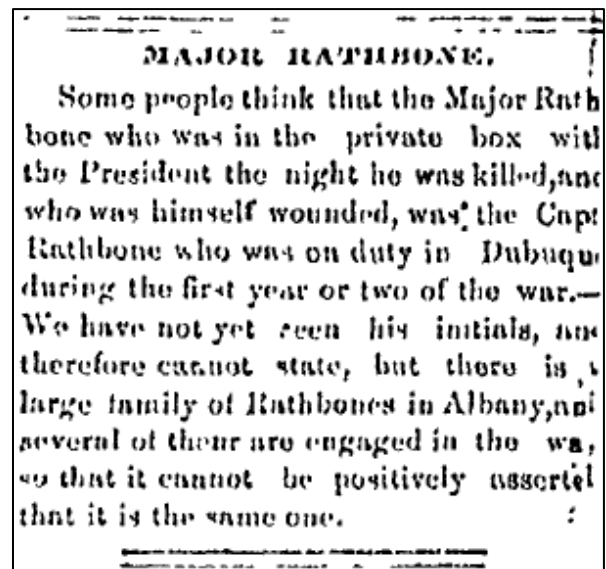 MAJOR RATHBONE.
Some people think that the Major Rath
bone who was in the private box with
the President the night he was killed, and
who was himself wounded, was the Capt
Rathbone who was on duty in Dubuque
during the first year or two of the war.—
We have not yet seen his initials, and
therefore cannot state, but there is a
large family of Rathbones in Albany, and
several of them are engaged in the wa
so that it cannot be positively asserted
that it is the same one.